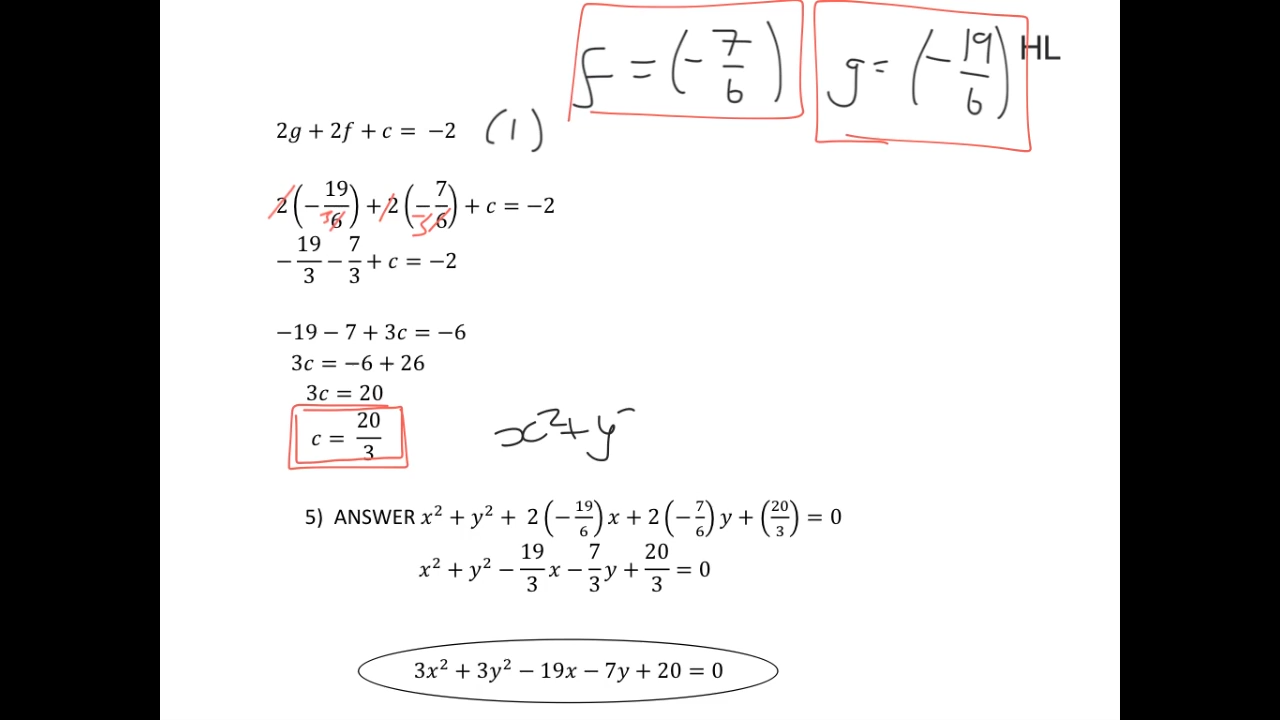 f = (-7/6) g = (-19/6) HL
2g + 2f + c = −2 (1)
2(−19/6) + 2(−7/6) + c = −2
3 3
−19/3 − 7/3 + c = −2
−19 − 7 + 3c = −6
3c = −6 + 26
3c = 20
c = 20/3
x² + y
5) ANSWER x² + y² + 2(−19/6)x + 2(−7/6)y + (20/3) = 0
x² + y² − 19/3x − 7/3y + 20/3 = 0
3x² + 3y² − 19x − 7y + 20 = 0